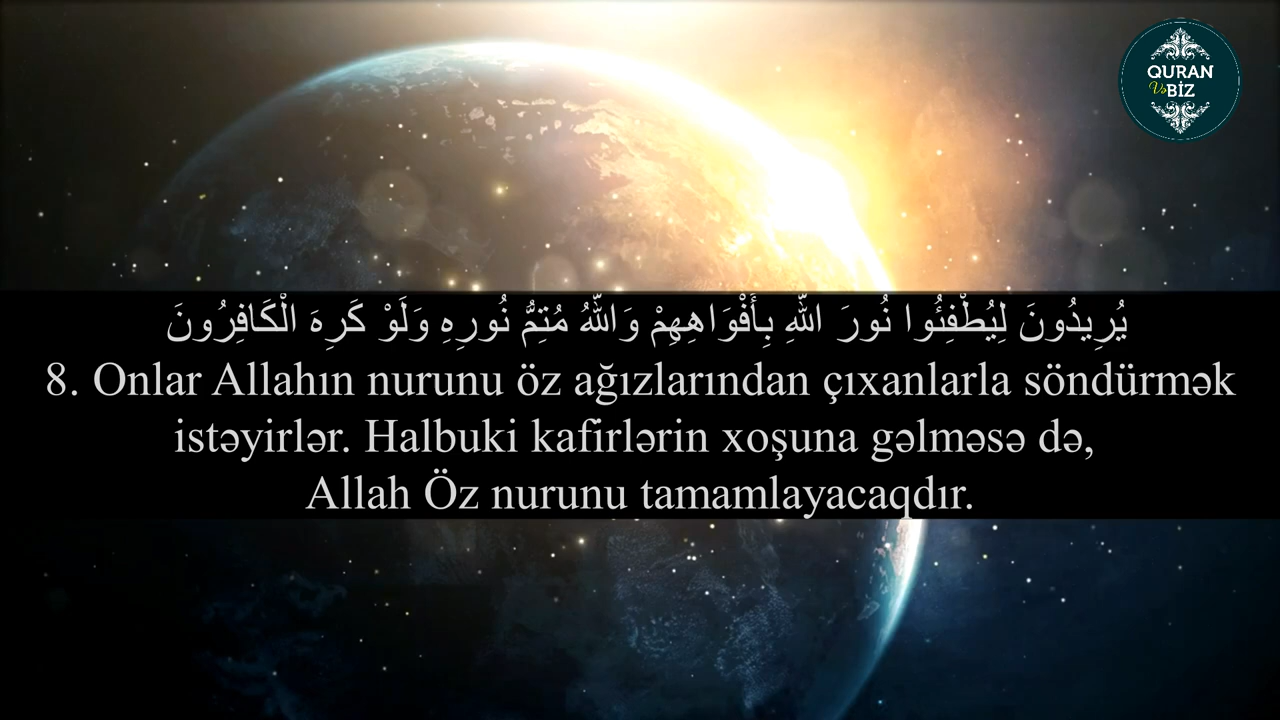 QURAN
Və BİZ
يُرِيدُونَ لِيُطْفِئُوا نُورَ اللَّهِ بِأَفْوَاهِهِمْ وَاللَّهُ مُتِمُّ نُورِهِ وَلَوْ كَرِهَ الْكَافِرُونَ
8. Onlar Allahın nurunu öz ağızlarından çıxanlarla söndürmək
istəyirlər. Halbuki kafirlərin xoşuna gəlməsə də,
Allah Öz nurunu tamamlayacaqdır.